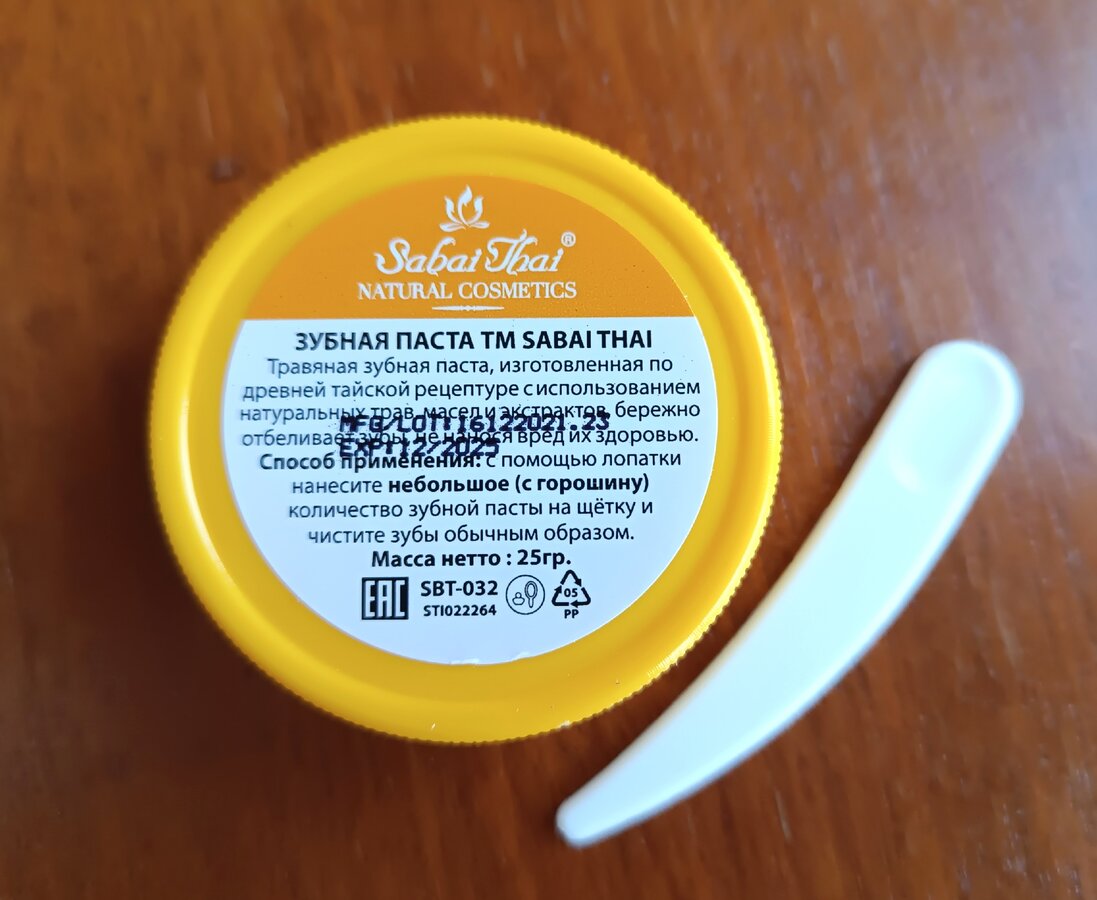 Sabai Thai®
NATURAL COSMETICS
ЗУБНАЯ ПАСТА ТМ SABAI THAI
Травяная зубная паста, изготовленная по
древней тайской рецептуре с использованием
натуральных трав, масел и экстрактов, бережно
MFG/LOT:16122021.23
отбеливает зубы, не нанося вред их здоровью.
EXP:12/2025
Способ применения: с помощью лопатки
нанесите небольшое (с горошину)
количество зубной пасты на щётку и
чистите зубы обычным образом.
Масса нетто : 25гр.
EAC SBT-032
STI022264
05
PP